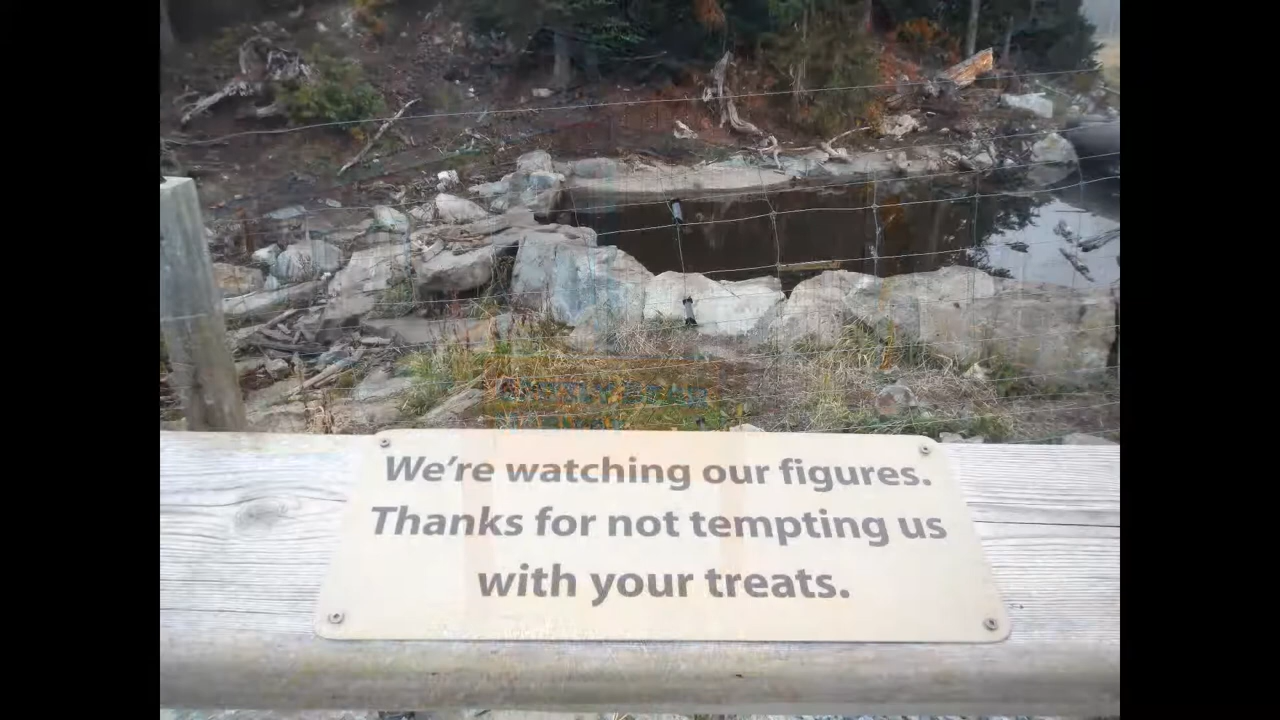 We're watching our figures.
Thanks for not tempting us
with your treats.